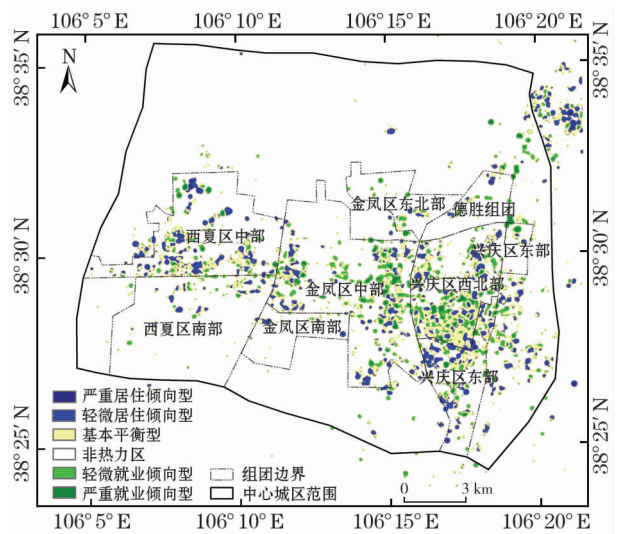 106°5′ E
106°10′ E
106°15′ E
106°20′ E
38°35′ N
38°35′ N
N
金凤区东北部
德胜组团
西夏区中部
兴庆区东部
38°30′ N
38°30′ N
金凤区中部
兴庆区西北部
西夏区南部
金凤区南部
兴庆区东部
38°25′ N
38°25′ N
严重居住倾向型
轻微居住倾向型
基本平衡型
非热力区
轻微就业倾向型
组团边界
严重就业倾向型
中心城区范围
0
3 km
106°5′ E
106°10′ E
106°15′ E
106°20′ E